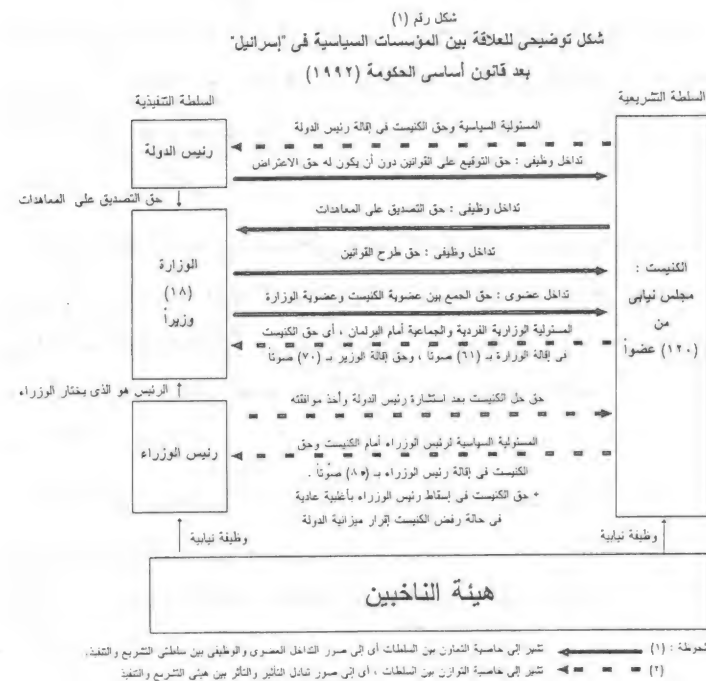 شكل رقم (١)
شكل توضيحى للعلاقة بين المؤسسات السياسية فى "إسرائيل"
بعد قانون أساسى الحكومة (١٩٩٢)
السلطة التشريعية
السلطة التنفيذية
المسئولية السياسية وحق الكنيست فى إقالة رئيس الدولة
رئيس الدولة
تداخل وظيفى : حق التوقيع على القوانين دون أن يكون له حق الاعتراض
حق التصديق على المعاهدات
تداخل وظيفى : حق التصديق على المعاهدات
تداخل وظيفى : حق طرح القوانين
الكنيست :
مجلس نيابى
من
(١٢٠) عضواً
الوزارة
(١٨)
وزيراً
تداخل عضوى : حق الجمع بين عضوية الكنيست وعضوية الوزارة
المسئولية الوزارية الفردية والجماعية أمام البرلمان ، أى حق الكنيست
فى إقالة الوزارة بـ (٦١) صوتاً ، وحق إقالة الوزير بـ (٧٠) صوتاً
الرئيس هو الذى يختار الوزراء
حق حل الكنيست بعد استشارة رئيس الدولة وأخذ موافقته
رئيس الوزراء
المسئولية السياسية لرئيس الوزراء أمام الكنيست وحق
الكنيست فى إقالة رئيس الوزراء بـ صوتاً .
+ حق الكنيست فى إسقاط رئيس الوزراء بأغلبية عادية
فى حالة رفض الكنيست إقرار ميزانية الدولة
وظيفة نيابية
وظيفة نيابية
هيئة الناخبين
لحوظة : (١) تشير إلى خاصية التعاون بين السلطات أى إلى صور التداخل العضوى والوظيفى بين سلطتى التشريع والتنفيذ.
(٢) تشير إلى خاصية التوازن بين السلطات ، أى إلى صور تبادل التأثير والتأثر بين هيئتى التشريع والتنفيذ